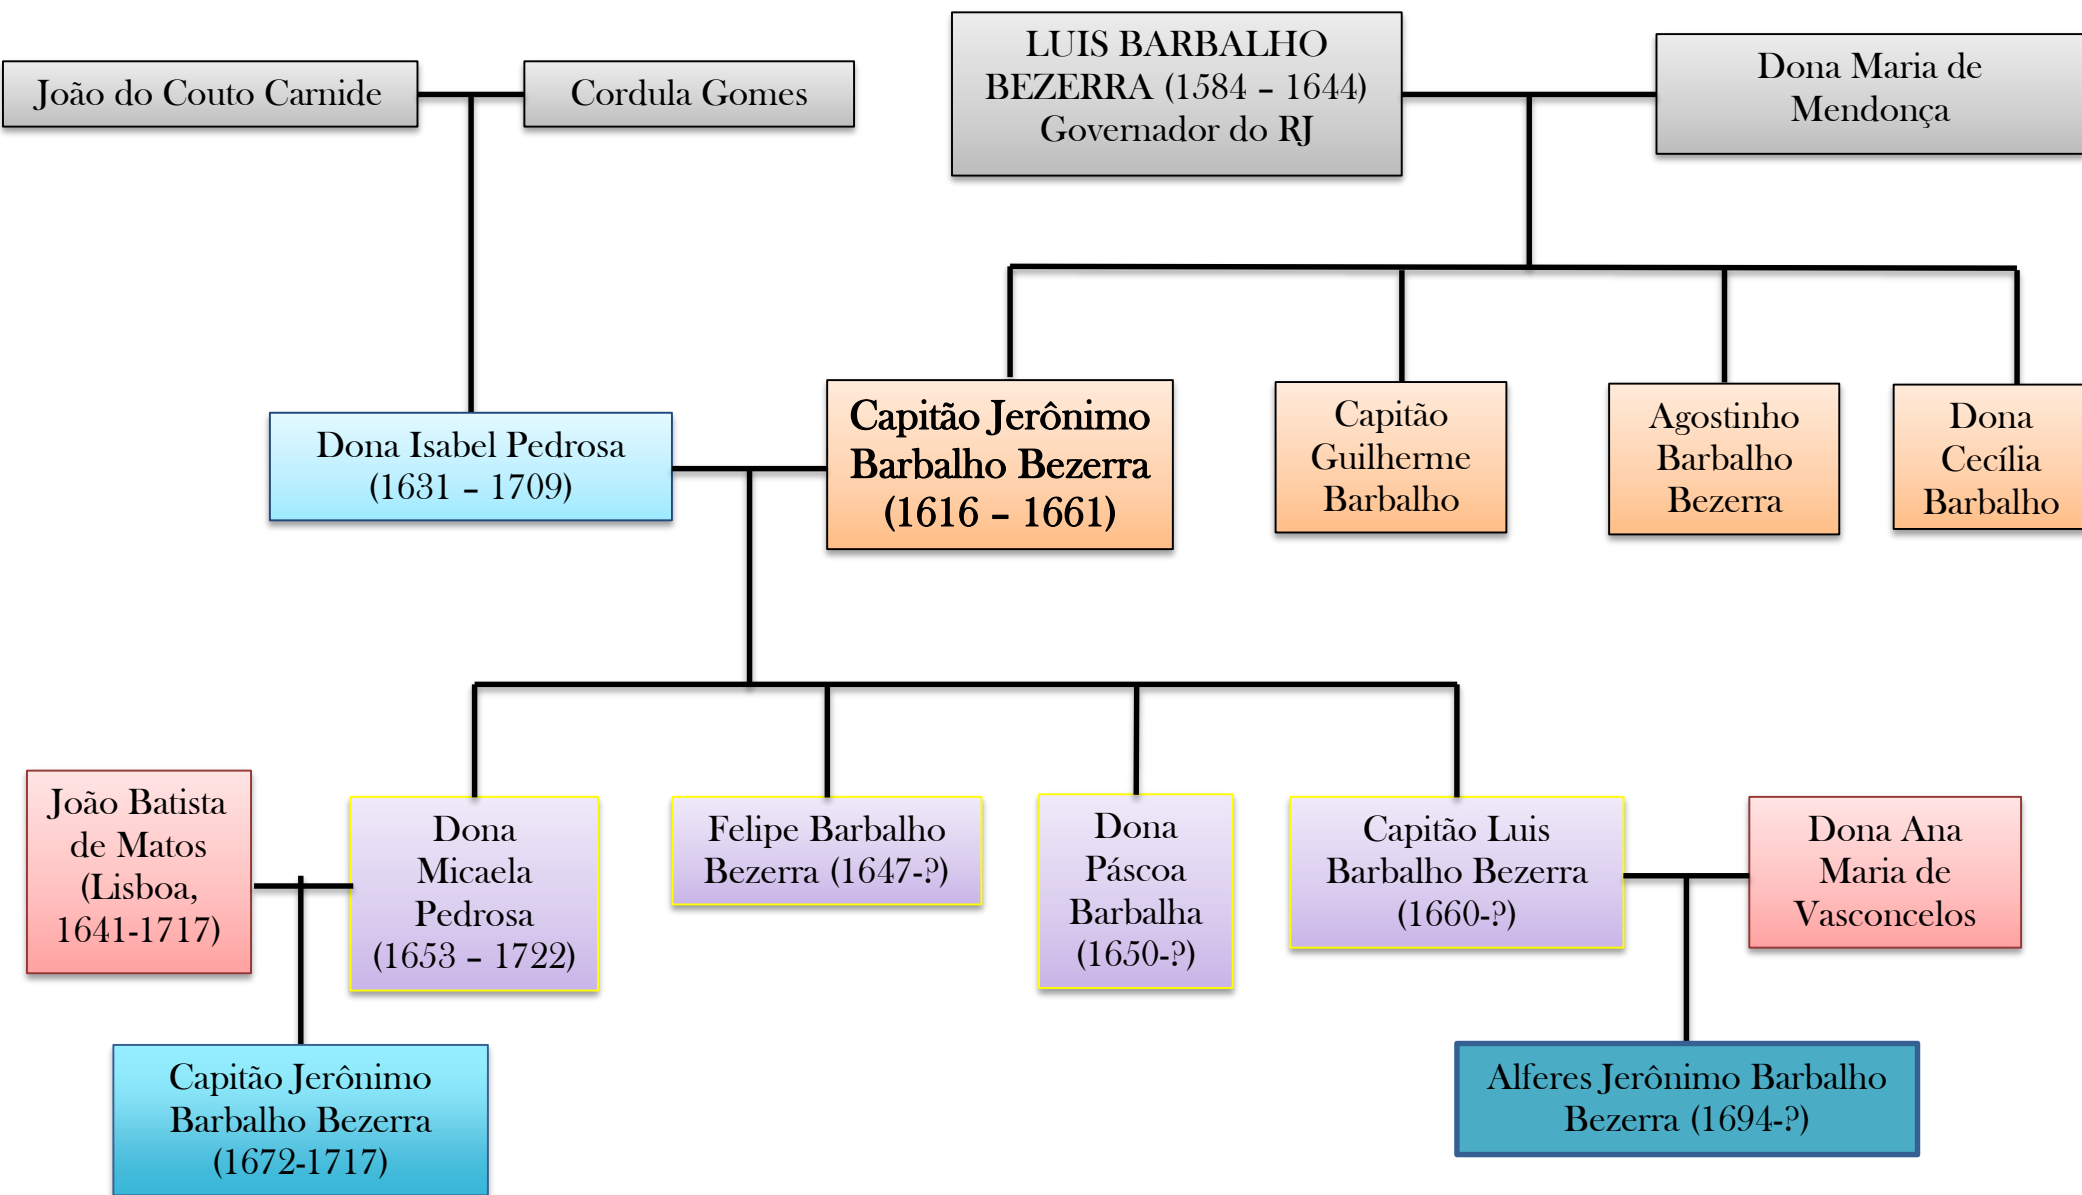 João do Couto Carnide
Cordula Gomes
LUIS BARBALHO
BEZERRA (1584 – 1644)
Governador do RJ
Dona Maria de
Mendonça
Dona Isabel Pedrosa
(1631 – 1709)
Capitão Jerônimo
Barbalho Bezerra
(1616 – 1661)
Capitão
Guilherme
Barbalho
Agostinho
Barbalho
Bezerra
Dona
Cecília
Barbalho
João Batista
de Matos
(Lisboa,
1641-1717)
Dona
Micaela
Pedrosa
(1653 – 1722)
Felipe Barbalho
Bezerra (1647-?)
Dona
Páscoa
Barbalha
(1650-?)
Capitão Luis
Barbalho Bezerra
(1660-?)
Dona Ana
Maria de
Vasconcelos
Capitão Jerônimo
Barbalho Bezerra
(1672-1717)
Alferes Jerônimo Barbalho
Bezerra (1694-?)